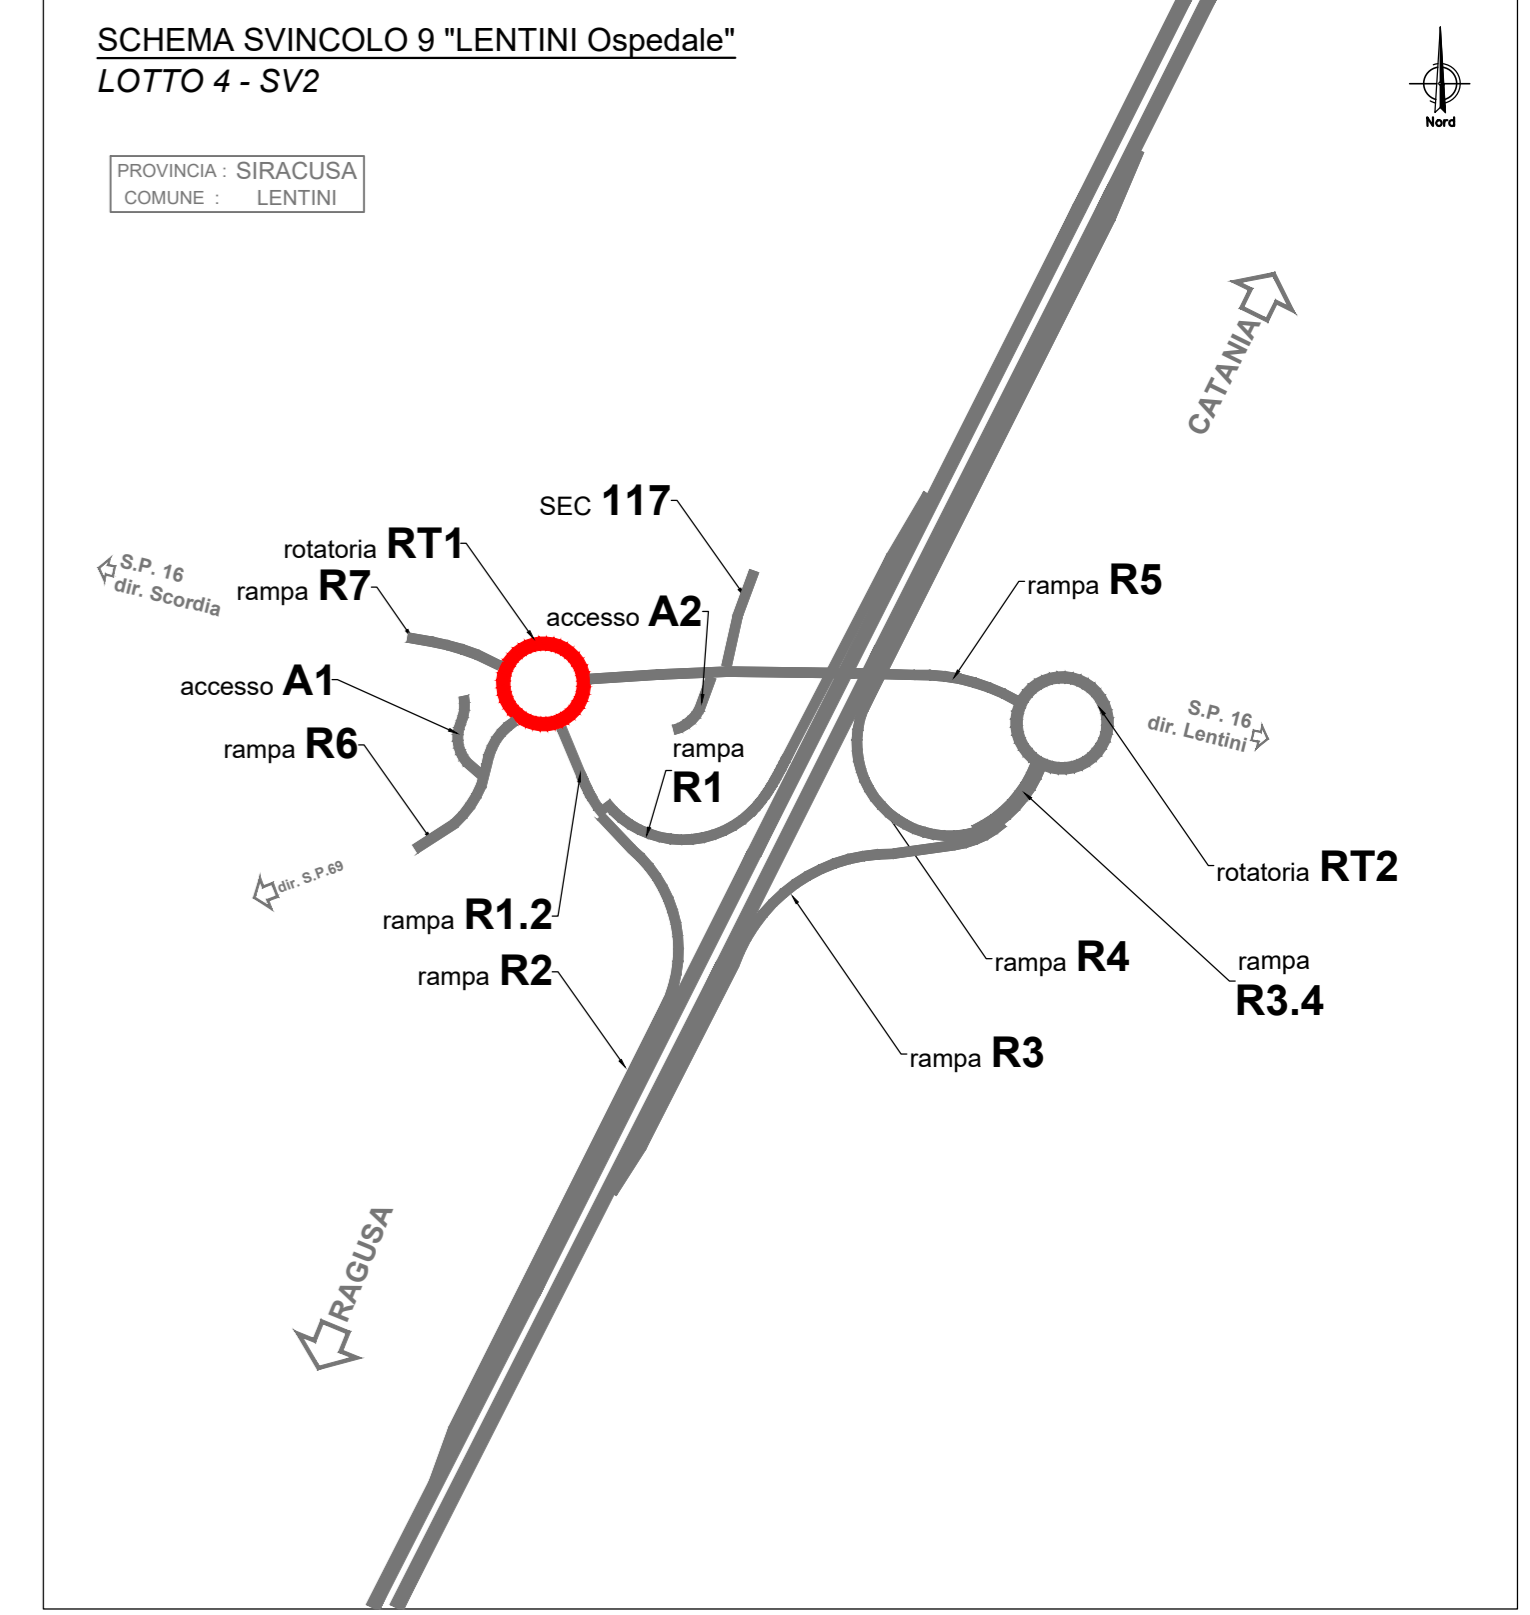 SCHEMA SVINCOLO 9 "LENTINI Ospedale"
LOTTO 4 - SV2
Nord
PROVINCIA : SIRACUSA
COMUNE : LENTINI
CATANIA
SEC 117
rotatoria RT1
S.P. 16
dir. Scordia
rampa R7
rampa R5
accesso A2
accesso A1
S.P. 16
dir. Lentini
rampa R6
rampa
R1
dir. S.P.69
rotatoria RT2
rampa R1.2
rampa R2
rampa R4
rampa
R3.4
rampa R3
RAGUSA